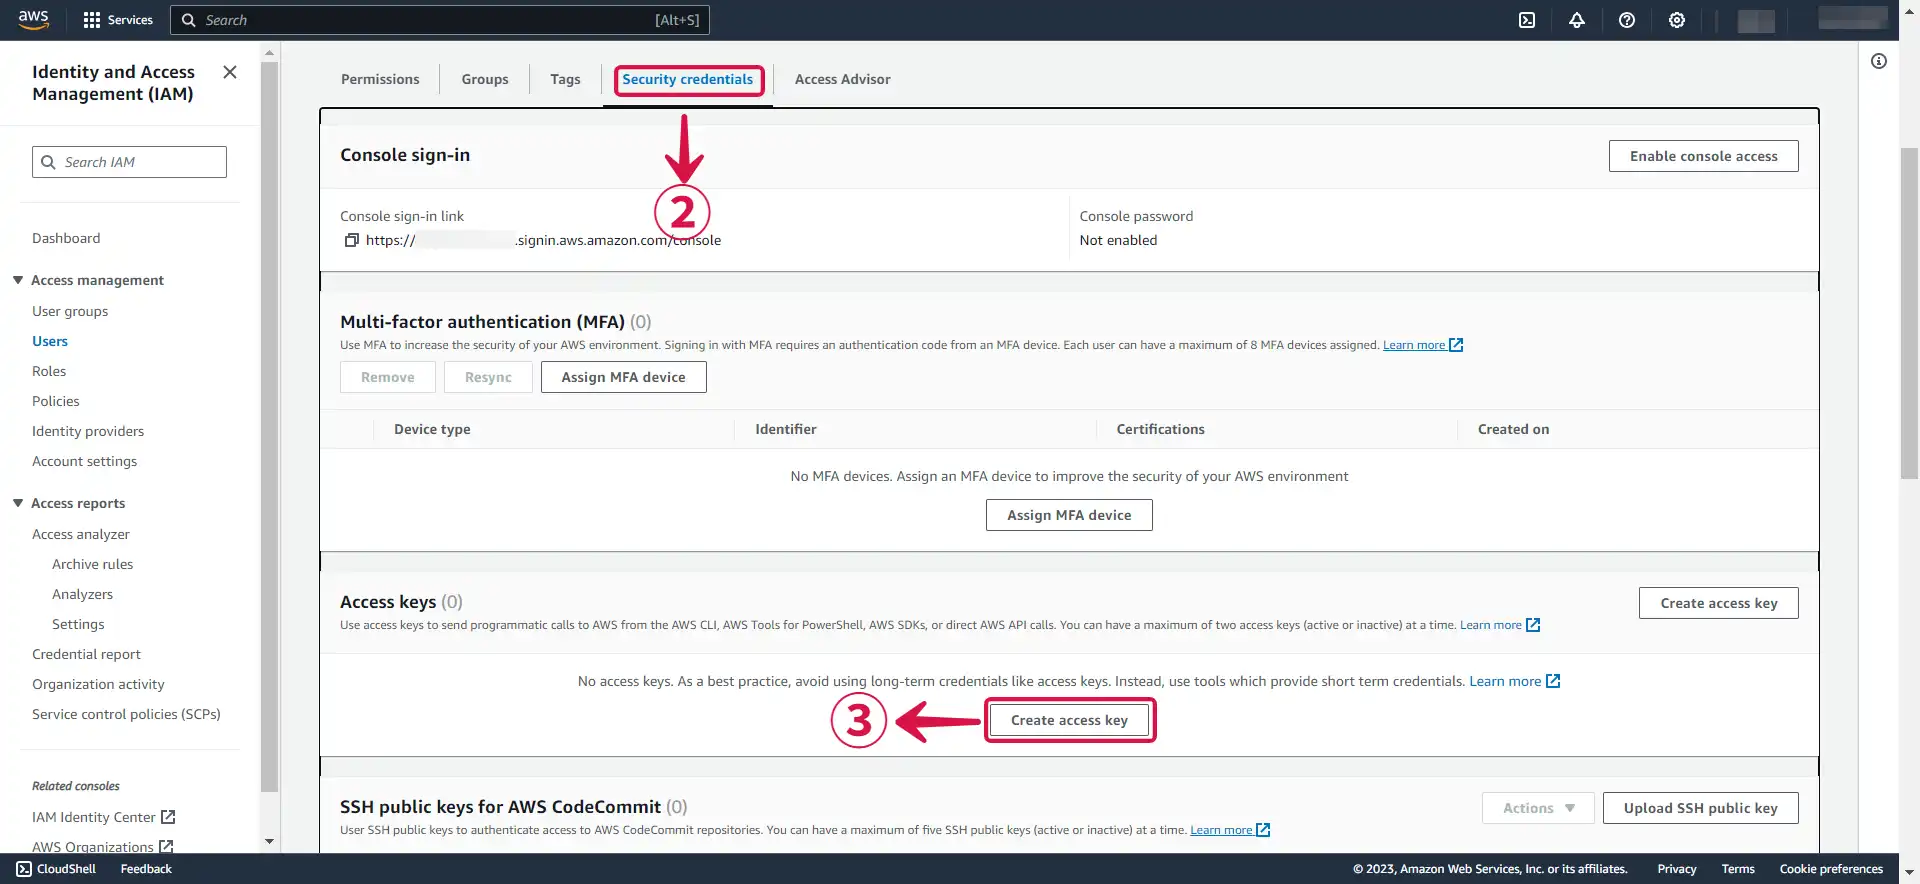 aws
Services
Search
[Alt+S]
Identity and Access
Management (IAM)
Search IAM
Dashboard
Access management
User groups
Users
Roles
Policies
Identity providers
Account settings
Access reports
Access analyzer
Archive rules
Analyzers
Settings
Credential report
Organization activity
Service control policies (SCPs)
Related consoles
IAM Identity Center
AWS Organizations
Permissions
Groups
Tags
Security credentials
Access Advisor
2
Console sign-in
Enable console access
Console sign-in link
https://
.signin.aws.amazon.com/console
Console password
Not enabled
Multi-factor authentication (MFA) (0)
Use MFA to increase the security of your AWS environment. Signing in with MFA requires an authentication code from an MFA device. Each user can have a maximum of 8 MFA devices assigned. Learn more
Remove
Resync
Assign MFA device
Device type
Identifier
Certifications
Created on
No MFA devices. Assign an MFA device to improve the security of your AWS environment
Assign MFA device
Access keys (0)
Create access key
Use access keys to send programmatic calls to AWS from the AWS CLI, AWS Tools for PowerShell, AWS SDKs, or direct AWS API calls. You can have a maximum of two access keys (active or inactive) at a time. Learn more
No access keys. As a best practice, avoid using long-term credentials like access keys. Instead, use tools which provide short term credentials. Learn more
3
Create access key
SSH public keys for AWS CodeCommit (0)
Actions
Upload SSH public key
User SSH public keys to authenticate access to AWS CodeCommit repositories. You can have a maximum of five SSH public keys (active or inactive) at a time. Learn more
CloudShell
Feedback
© 2023, Amazon Web Services, Inc. or its affiliates.
Privacy
Terms
Cookie preferences